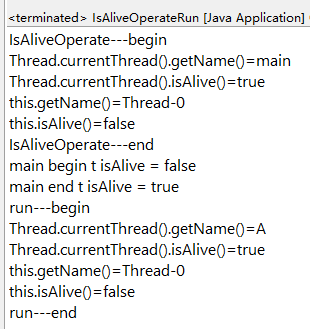 <terminated> IsAliveOperateRun [Java Application]
IsAliveOperate---begin
Thread.currentThread().getName()=main
Thread.currentThread().isAlive()=true
this.getName()=Thread-0
this.isAlive()=false
IsAliveOperate---end
main begin t isAlive = false
main end t isAlive = true
run---begin
Thread.currentThread().getName()=A
Thread.currentThread().isAlive()=true
this.getName()=Thread-0
this.isAlive()=false
run---end